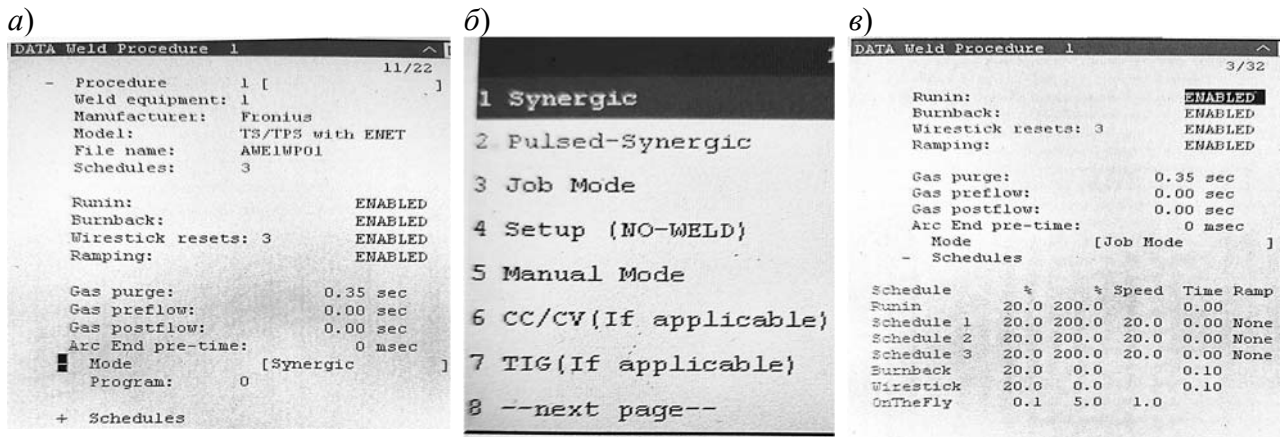 а)
DATA Weld Procedure 1
11/22
- Procedure 1 [ ]
Weld equipment: 1
Manufacturer: Fronius
Model: TS/TPS with ENET
File name: AWE1WP01
Schedules: 3
Runin: ENABLED
Burnback: ENABLED
Wirestick resets: 3 ENABLED
Ramping: ENABLED
Gas purge: 0.35 sec
Gas preflow: 0.00 sec
Gas postflow: 0.00 sec
Arc End pre-time: 0 msec
- Mode [Synergic ]
Program: 0
+ Schedules
б)
1 Synergic
2 Pulsed-Synergic
3 Job Mode
4 Setup (NO-WELD)
5 Manual Mode
6 CC/CV(If applicable)
7 TIG(If applicable)
8 --next page--
в)
DATA Weld Procedure 1
3/32
Runin: ENABLED
Burnback: ENABLED
Wirestick resets: 3 ENABLED
Ramping: ENABLED
Gas purge: 0.35 sec
Gas preflow: 0.00 sec
Gas postflow: 0.00 sec
Arc End pre-time: 0 msec
Mode [Job Mode ]
- Schedules
Schedule % % Speed Time Ramp
Runin 20.0 200.0 0.00
Schedule 1 20.0 200.0 20.0 0.00 None
Schedule 2 20.0 200.0 20.0 0.00 None
Schedule 3 20.0 200.0 20.0 0.00 None
Burnback 20.0 0.0 0.10
Wirestick 20.0 0.0 0.10
OnTheFly 0.1 5.0 1.0